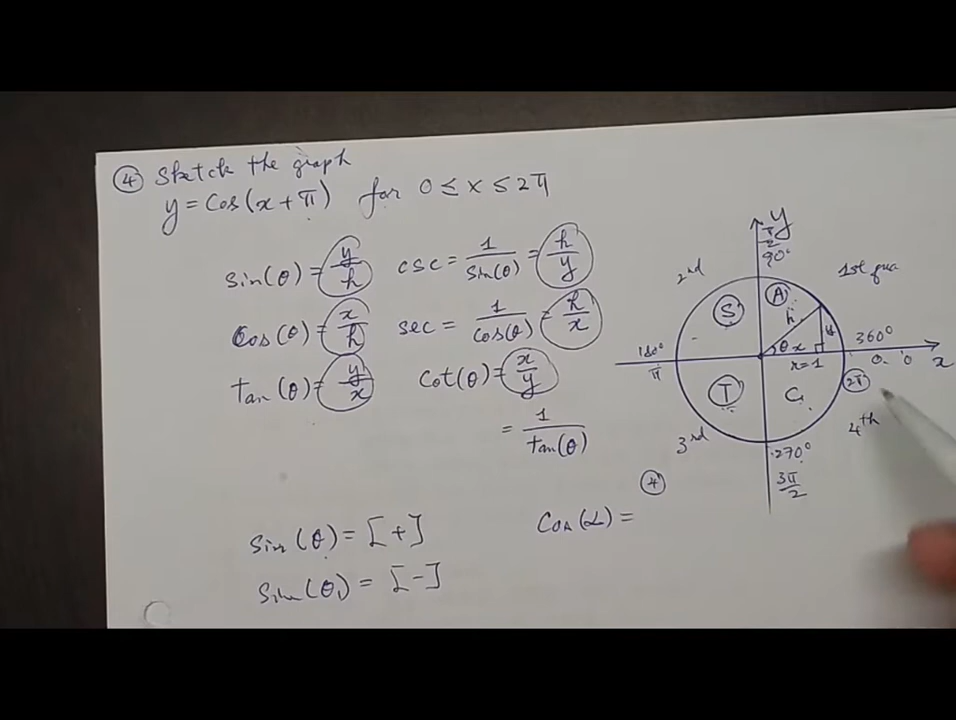 ④ Sketch the graph
y = Cos(x + π) for 0 ≤ x ≤ 2π
sin(θ) = y/h csc = 1/sin(θ) = h/y
Cos(θ) = x/h sec = 1/cos(θ) = h/x
tan(θ) = y/x Cot(θ) = x/y
= 1/tan(θ)
y
π/2
90°
2nd
1st qua
S
A
h
y
θ x
r=1
180°
π
360°
0. 0
x
2π
T
C
3rd
4th
270°
3π/2
+
Sin(θ) = [+] Cos(α) =
Sin(θ) = [-]